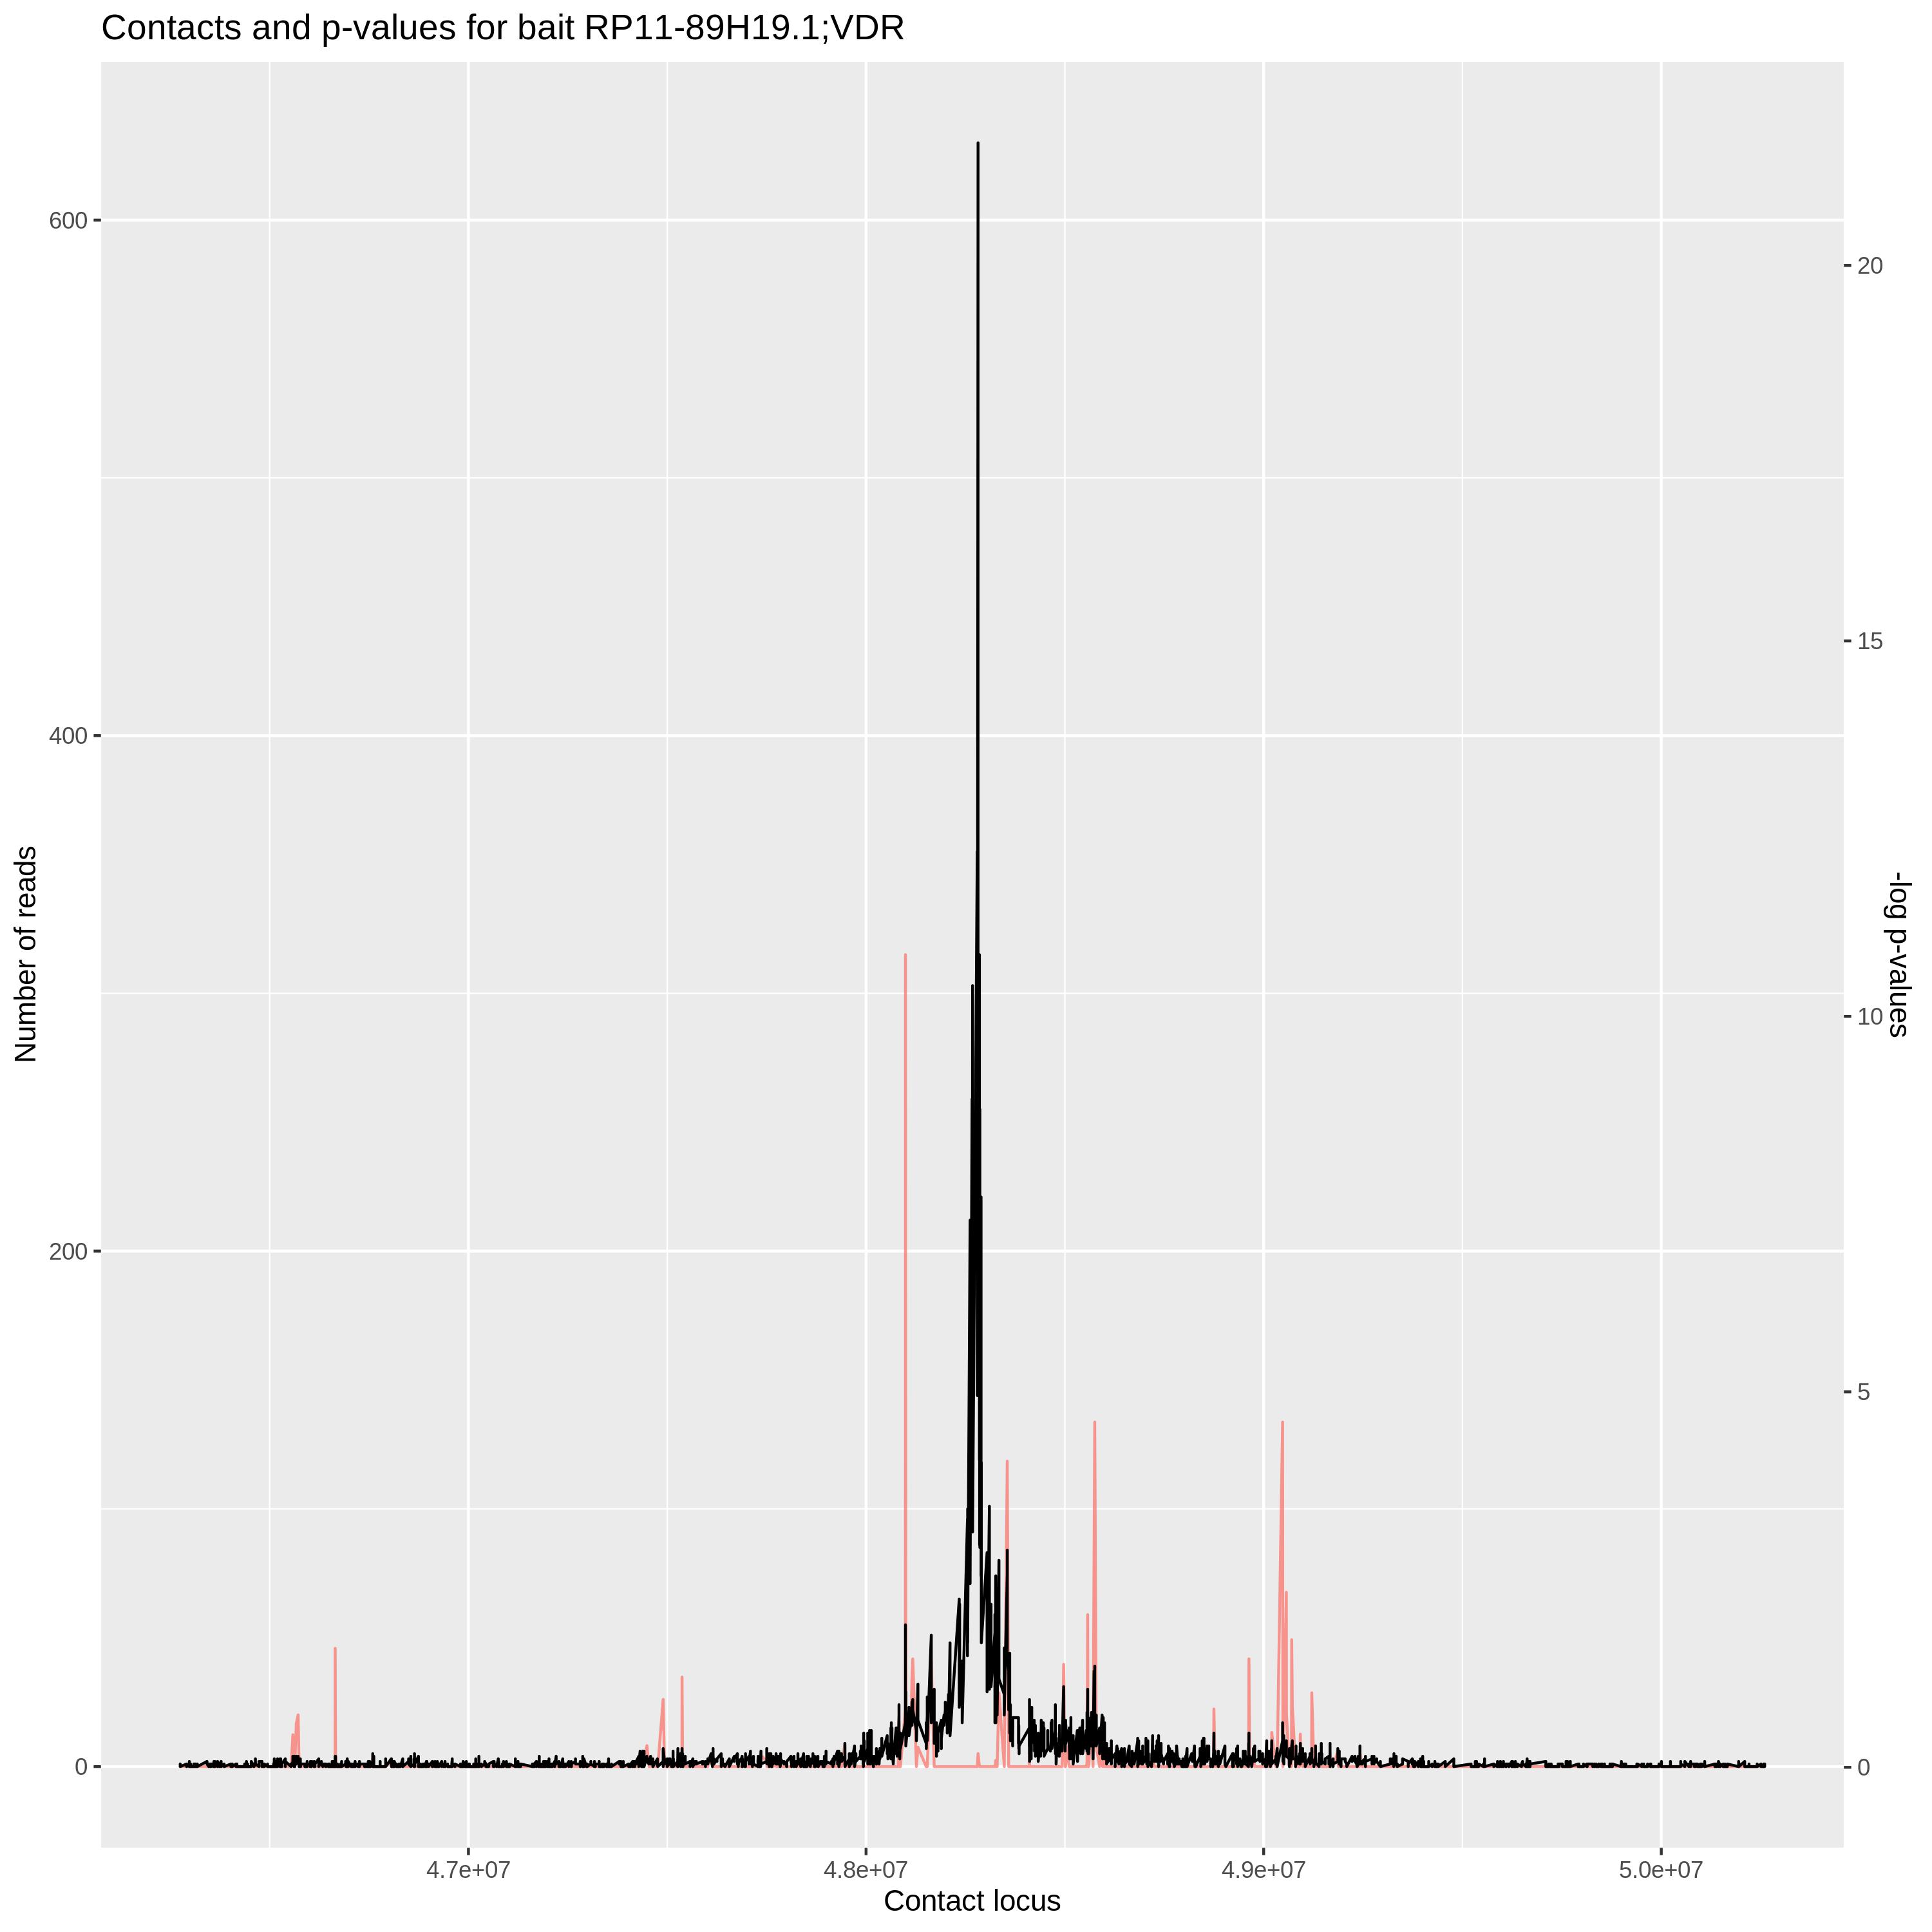 Contacts and p-values for bait RP11-89H19.1;VDR
600
400
200
0
Number of reads
20
15
10
5
0
-log p-values
4.7e+07
4.8e+07
4.9e+07
5.0e+07
Contact locus